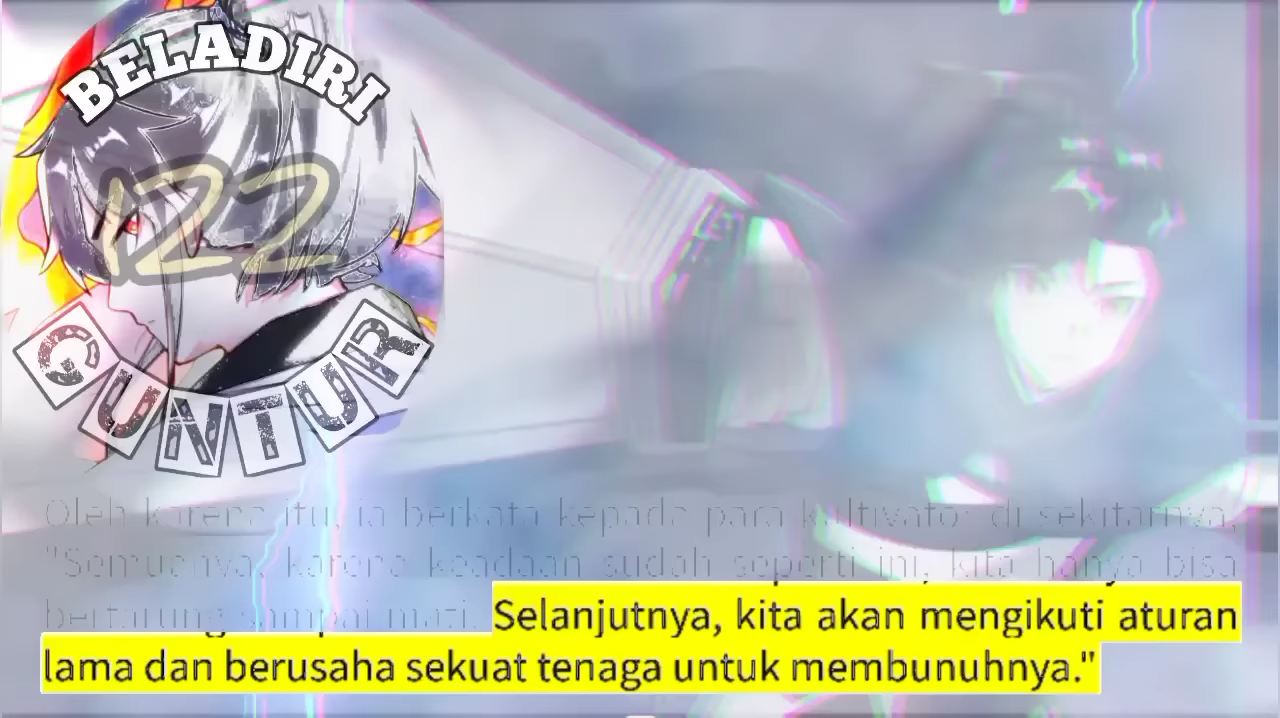 BELADIRI
122
GUNTUR
Oleh karena itu, ia berkata kepada para kultivator di sekitarnya,
"Semuanya, karena keadaan sudah seperti ini, kita hanya bisa
bertarung sampai mati. Selanjutnya, kita akan mengikuti aturan
lama dan berusaha sekuat tenaga untuk membunuhnya."